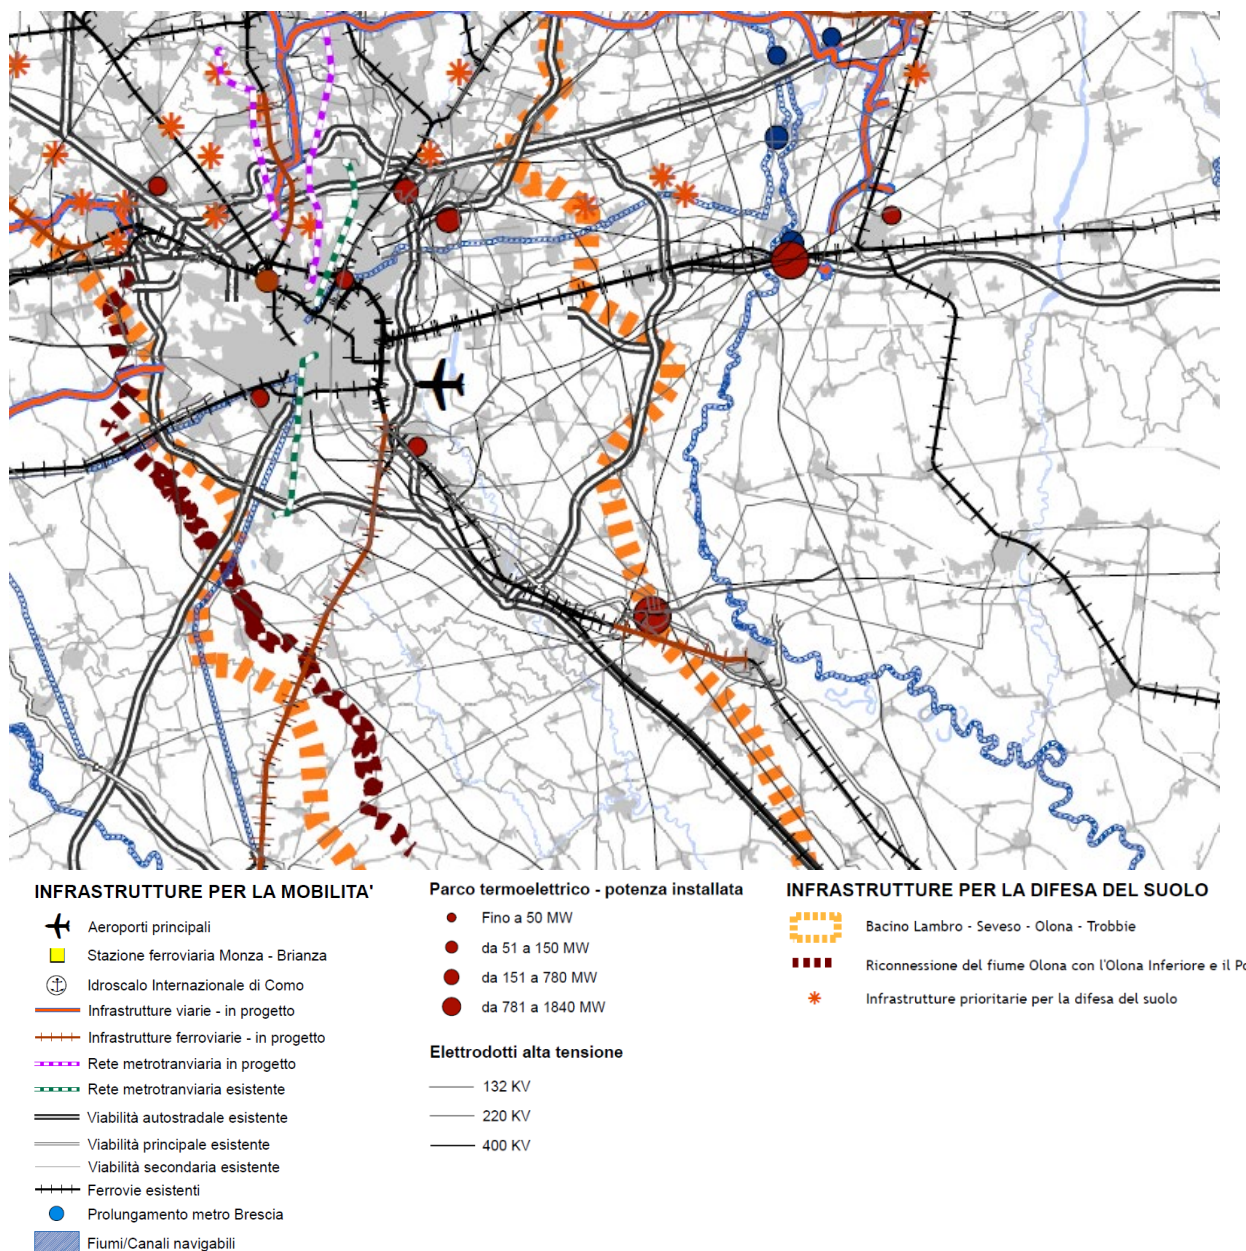 INFRASTRUTTURE PER LA MOBILITA'
Aeroporti principali
Stazione ferroviaria Monza - Brianza
Idroscalo Internazionale di Como
Infrastrutture viarie - in progetto
Infrastrutture ferroviarie - in progetto
Rete metrotranviaria in progetto
Rete metrotranviaria esistente
Viabilità autostradale esistente
Viabilità principale esistente
Viabilità secondaria esistente
Ferrovie esistenti
Prolungamento metro Brescia
Fiumi/Canali navigabili
Parco termoelettrico - potenza installata
Fino a 50 MW
da 51 a 150 MW
da 151 a 780 MW
da 781 a 1840 MW
Elettrodotti alta tensione
132 KV
220 KV
400 KV
INFRASTRUTTURE PER LA DIFESA DEL SUOLO
Bacino Lambro - Seveso - Olona - Trobbie
Riconnessione del fiume Olona con l'Olona Inferiore e il Po
Infrastrutture prioritarie per la difesa del suolo